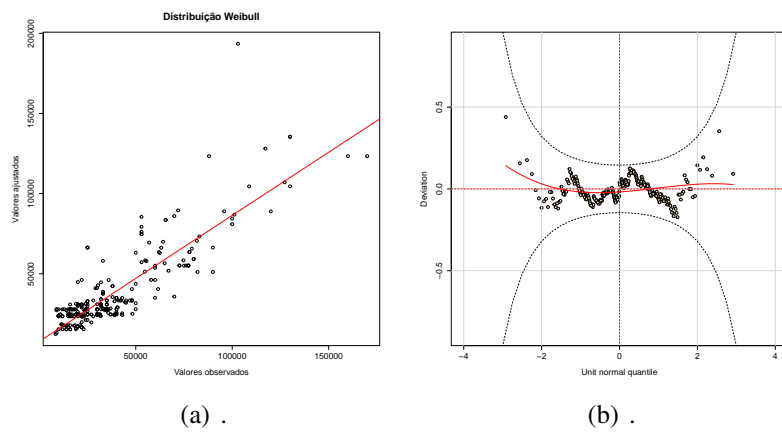 Distribuição Weibull
Valores ajustados
200000
150000
100000
50000
50000
100000
150000
Valores observados
(a) .
Deviation
0.5
0.0
−0.5
−4
−2
0
2
4
Unit normal quantile
(b) .